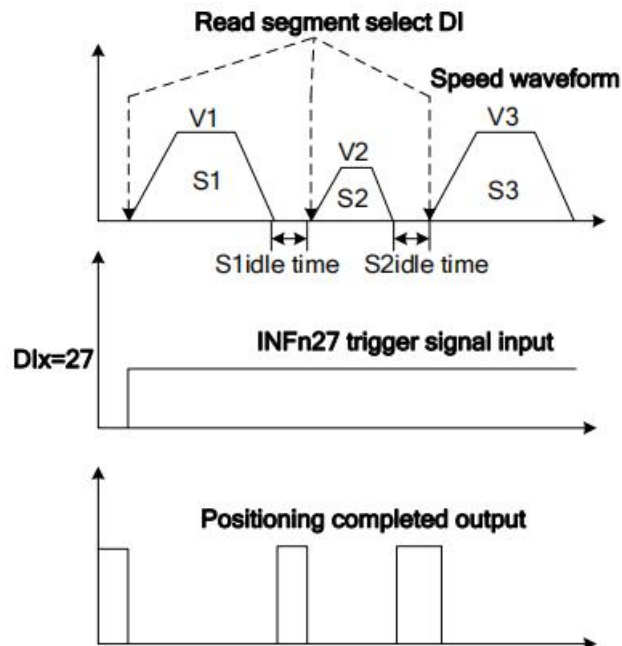 Read segment select DI
Speed waveform
V1
V2
V3
S1
S2
S3
S1idle time
S2idle time
INFn27 trigger signal input
DIx=27
Positioning completed output